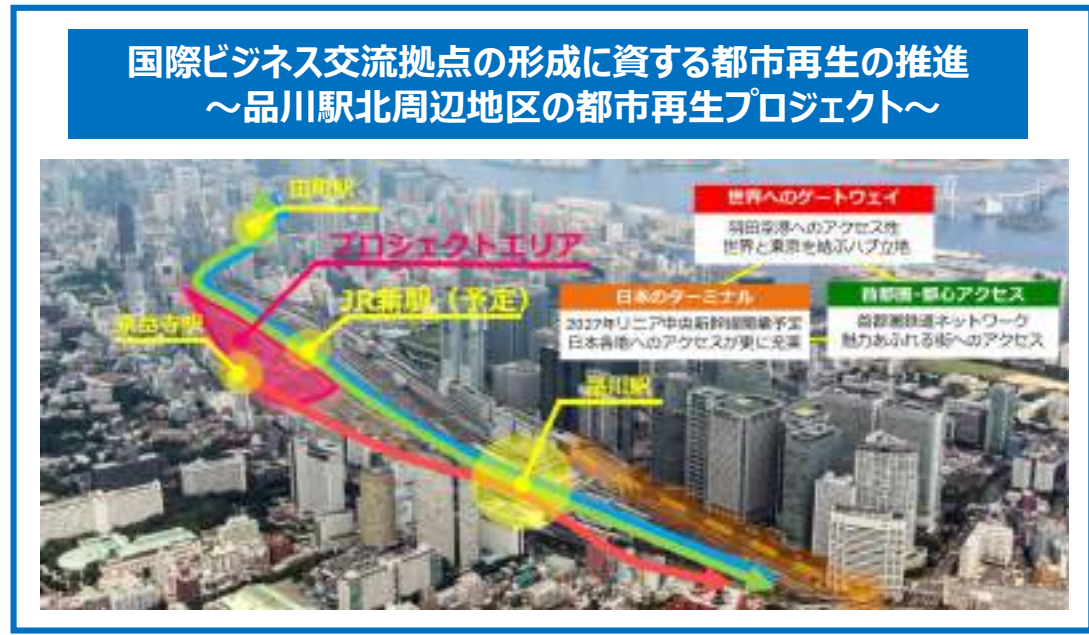 国際ビジネス交流拠点の形成に資する都市再生の推進
～品川駅北周辺地区の都市再生プロジェクト～
田町駅
プロジェクトエリア
JR新駅（予定）
泉岳寺駅
品川駅
世界へのゲートウェイ
羽田空港へのアクセス性
世界と東京を結ぶハブ立地
日本のターミナル
2027年リニア中央新幹線開業予定
日本各地へのアクセスが更に充実
首都圏・都心アクセス
首都圏鉄道ネットワーク
魅力あふれる街へのアクセス